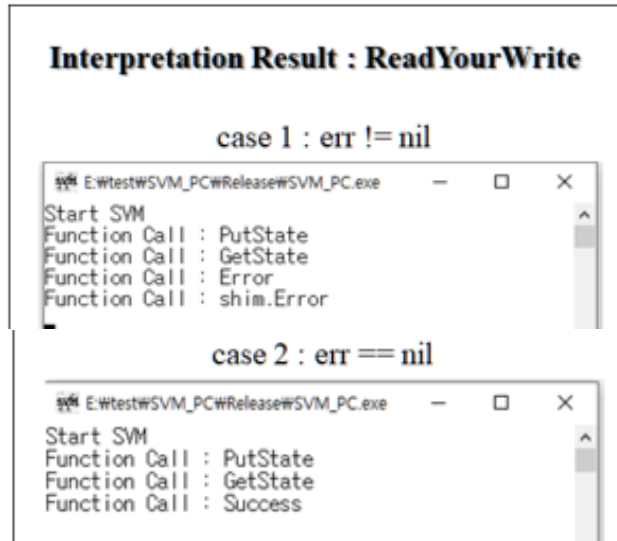 Interpretation Result : ReadYourWrite
case 1 : err != nil
SVM E:₩test₩SVM_PC₩Release₩SVM_PC.exe
Start SVM
Function Call : PutState
Function Call : GetState
Function Call : Error
Function Call : shim.Error
case 2 : err == nil
SVM E:₩test₩SVM_PC₩Release₩SVM_PC.exe
Start SVM
Function Call : PutState
Function Call : GetState
Function Call : Success